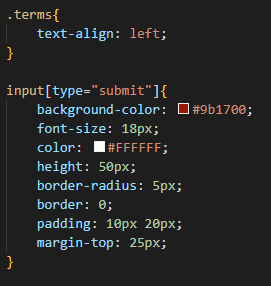 .terms{
    text-align: left;
}

input[type="submit"]{
    background-color: #9b1700;
    font-size: 18px;
    color: #FFFFFF;
    height: 50px;
    border-radius: 5px;
    border: 0;
    padding: 10px 20px;
    margin-top: 25px;
}